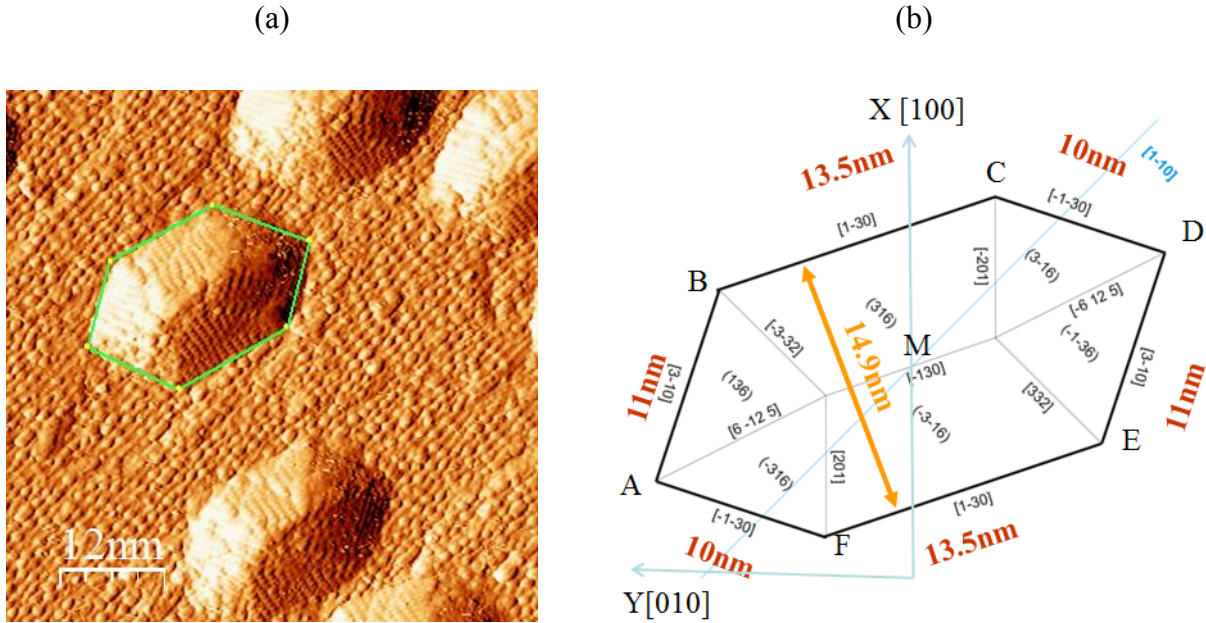 (a)
(b)
12nm
X [100]
13.5nm
10nm
[1-10]
C
[-1-30]
[1-30]
D
B
[-201]
(3-16)
[-6 12 5]
(316)
[-3-32]
14.9nm
M
(-1-36)
[-130]
[3-10]
11nm
[3-10]
(136)
[332]
11nm
[6 -12 5]
(-3-16)
E
A
(-316)
[201]
[-1-30]
[1-30]
F
10nm
13.5nm
Y[010]